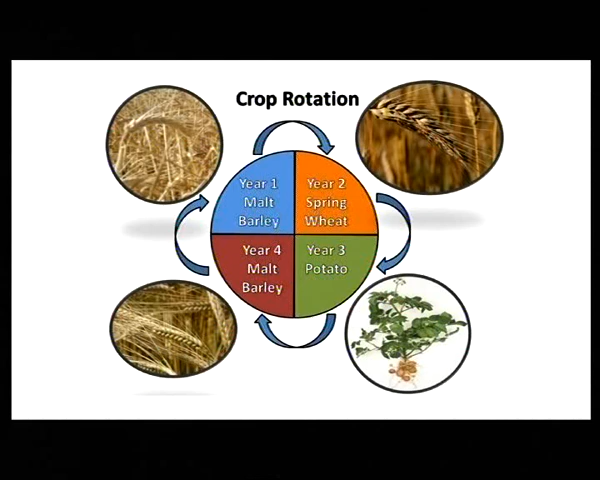 Crop Rotation
Year 1
Malt
Barley
Year 2
Spring
Wheat
Year 4
Malt
Barley
Year 3
Potato